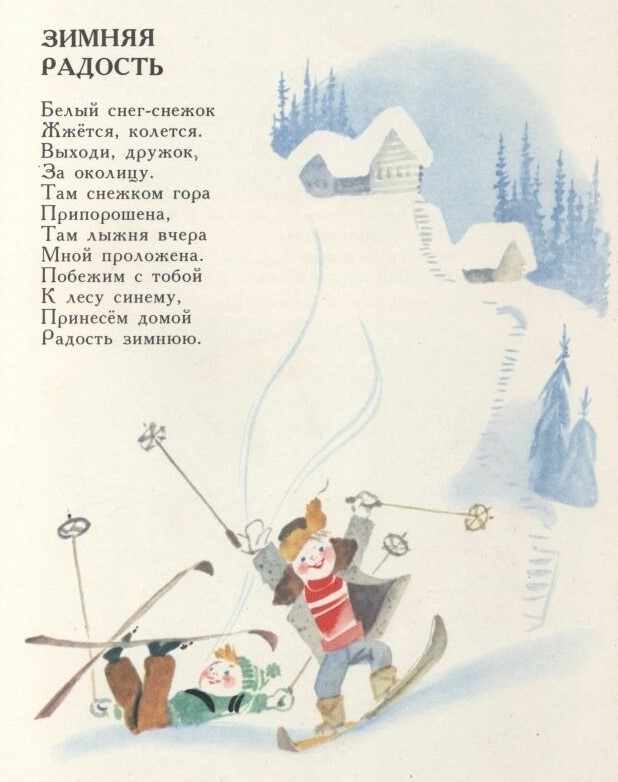 ЗИМНЯЯ
РАДОСТЬ
Белый снег-снежок
Жжётся, колется.
Выходи, дружок,
За околицу.
Там снежком гора
Припорошена,
Там лыжня вчера
Мной проложена.
Побежим с тобой
К лесу синему,
Принесём домой
Радость зимнюю.